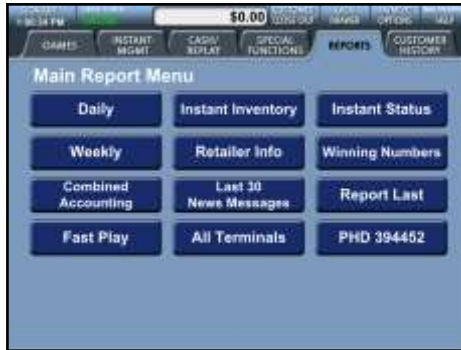 $0.00
GAMES
INSTANT MGMT
CASH/ REPLAY
SPECIAL FUNCTIONS
REPORTS
CUSTOMER HISTORY
Main Report Menu
Daily
Instant Inventory
Instant Status
Weekly
Retailer Info
Winning Numbers
Combined
Accounting
Last 30
News Messages
Report Last
Fast Play
All Terminals
PHD 394452